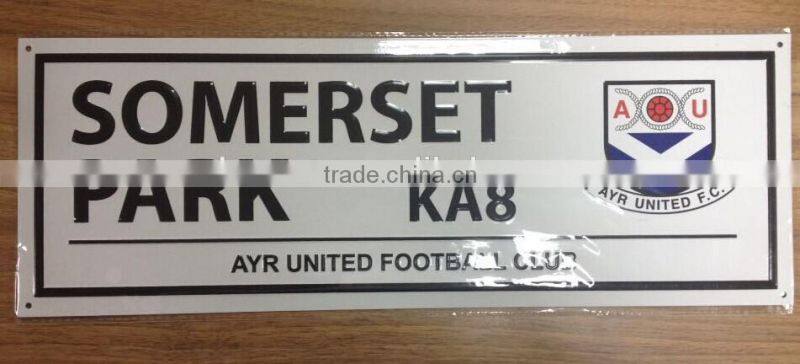 SOMERSET
PARK KA8
AYR UNITED FOOTBALL CLUB
A U
AYR UNITED F.C.
trade.china.cn